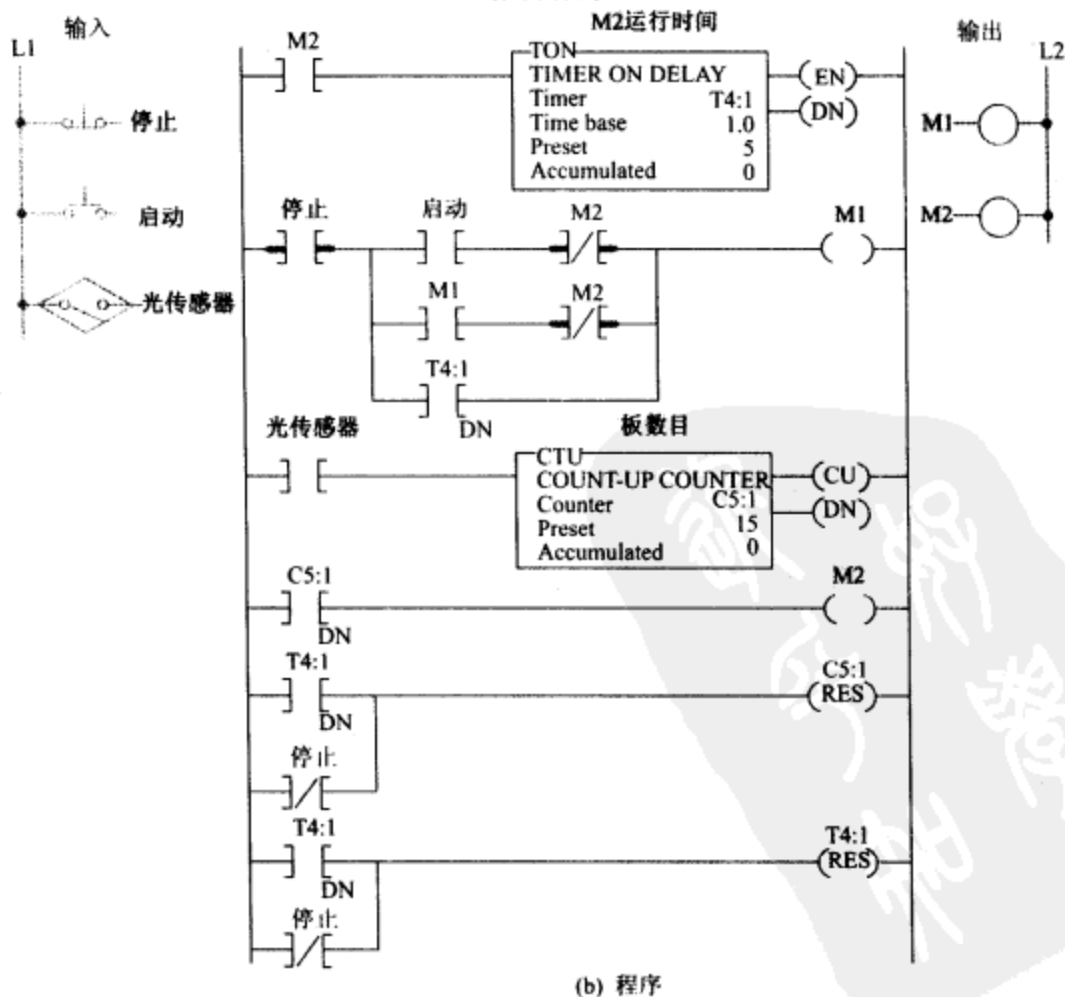 输入
L1
停止
启动
光传感器
M2
M2运行时间
TON
TIMER ON DELAY
Timer T4:1
Time base 1.0
Preset 5
Accumulated 0
EN
DN
输出
L2
M1
M2
停止
启动
M2
M1
M1
M2
T4:1
DN
光传感器
板数目
CTU
COUNT-UP COUNTER
Counter C5:1
Preset 15
Accumulated 0
CU
DN
C5:1
DN
M2
T4:1
DN
C5:1
RES
停止
T4:1
DN
T4:1
RES
停止
(b) 程序